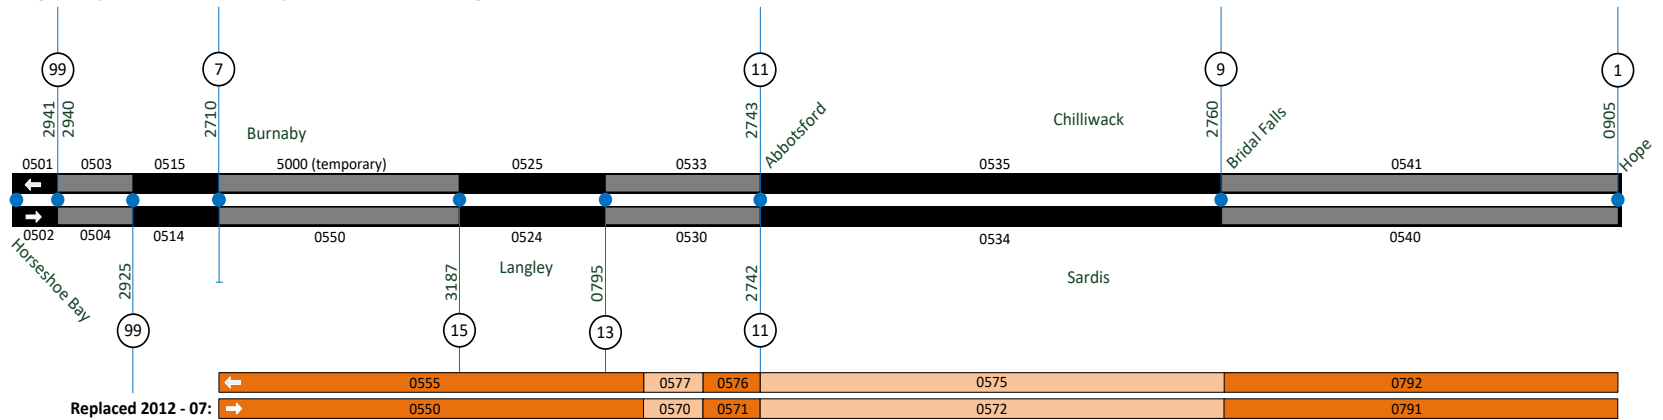 99 7 11 9 1
2941 2940 2710 2743 2760 0905
Burnaby Abbotsford Chilliwack Bridal Falls Hope
0501 0503 0515 5000 (temporary) 0525 0533 0535 0541
0502 0504 0514 0550 0524 0530 0534 0540
Horseshoe Bay 2925 3187 Langley 0795 2742 Sardis
99 15 13 11
0555 0577 0576 0575 0792
Replaced 2012 - 07: 0550 0570 0571 0572 0791